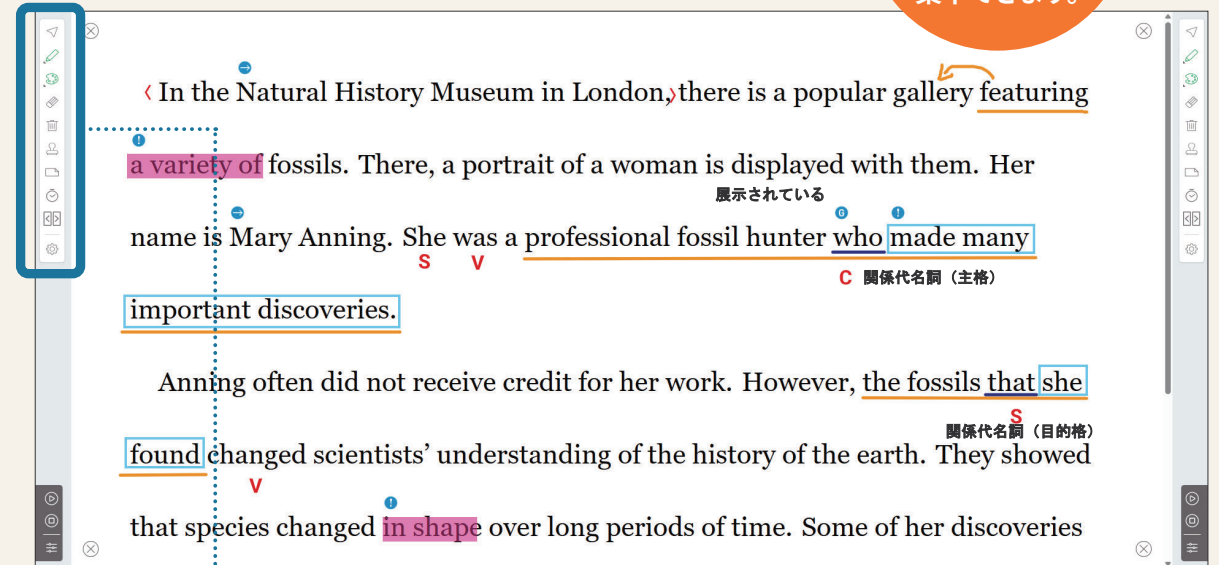 集中できます。
〈 In the Natural History Museum in London,〉 there is a popular gallery featuring
a variety of fossils. There, a portrait of a woman is displayed with them. Her
展示されている
name is Mary Anning. She was a professional fossil hunter who made many
S V C 関係代名詞（主格）
important discoveries.
Anning often did not receive credit for her work. However, the fossils that she
S
関係代名詞（目的格）
found changed scientists’ understanding of the history of the earth. They showed
V
that species changed in shape over long periods of time. Some of her discoveries